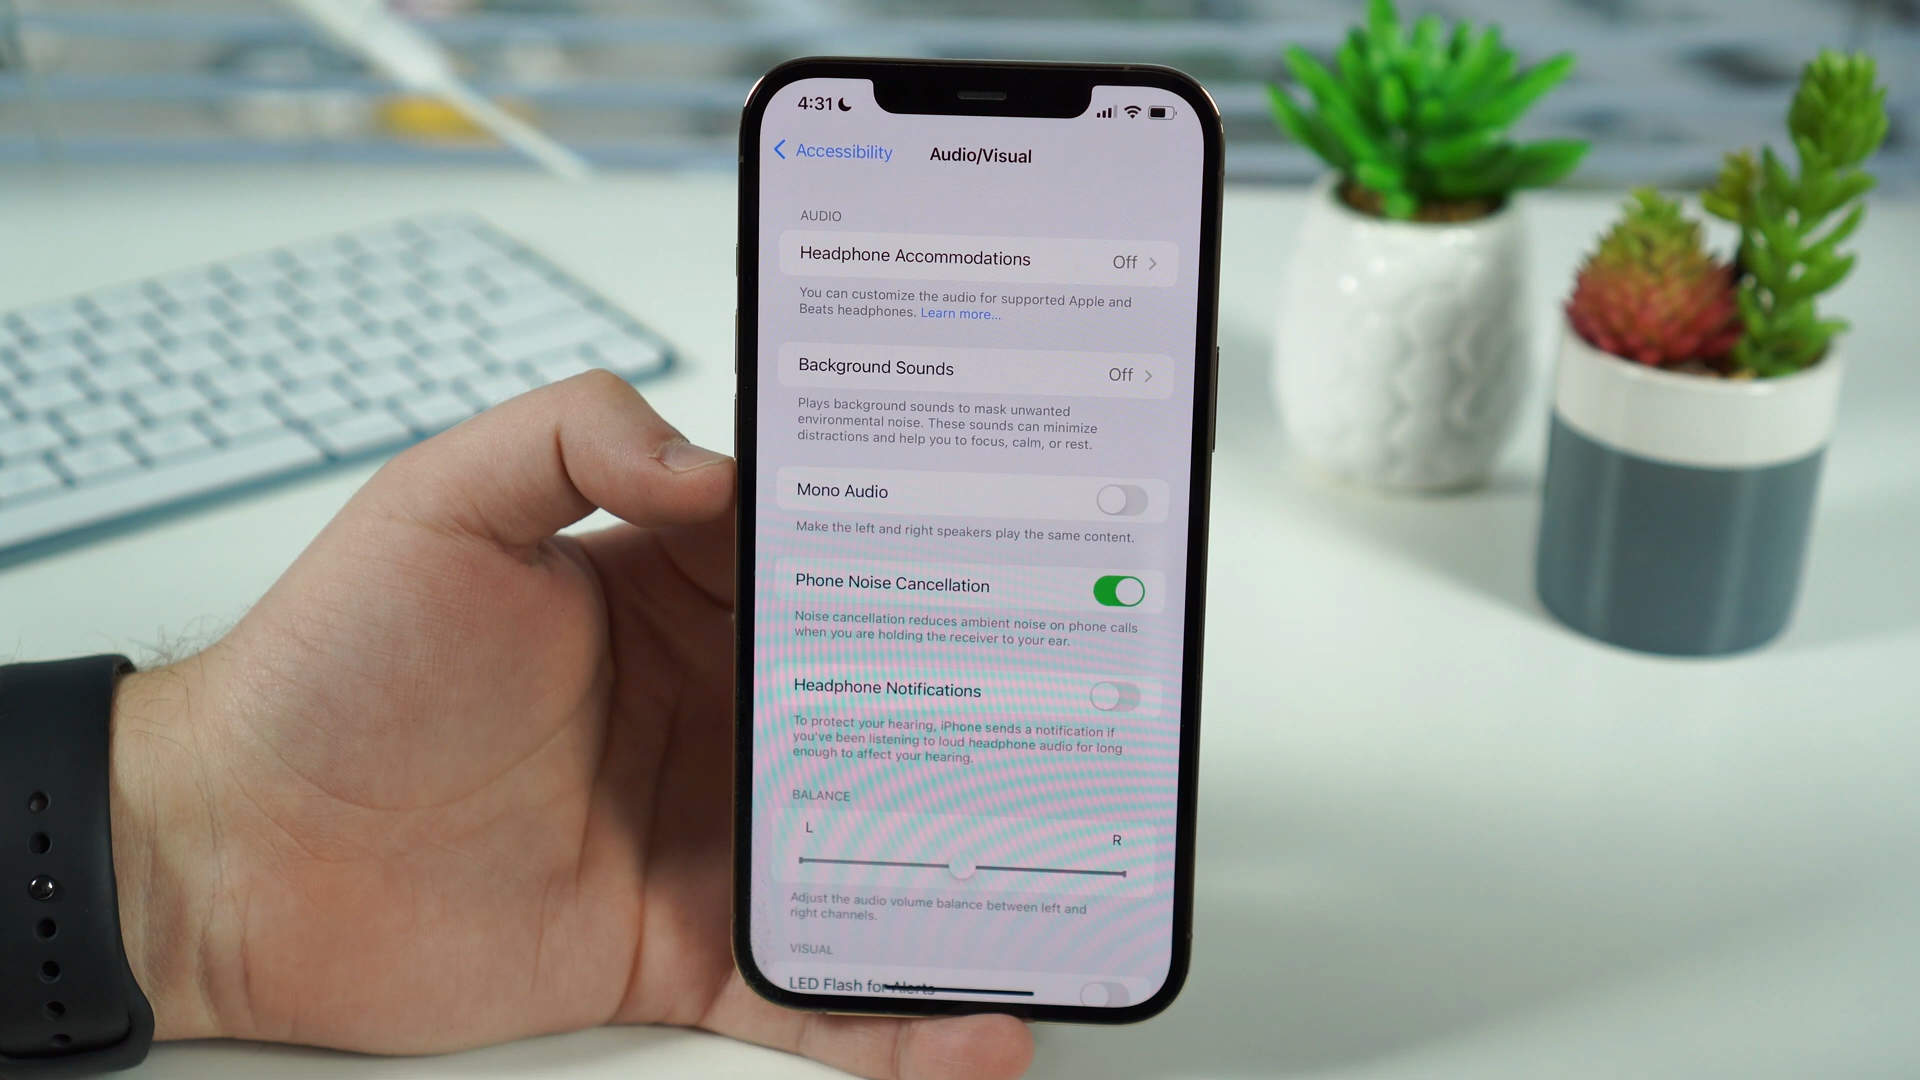 4:31
Accessibility
Audio/Visual
AUDIO
Headphone Accommodations
Off
You can customize the audio for supported Apple and
Beats headphones. Learn more...
Background Sounds
Off
Plays background sounds to mask unwanted
environmental noise. These sounds can minimize
distractions and help you to focus, calm, or rest.
Mono Audio
Make the left and right speakers play the same content.
Phone Noise Cancellation
Noise cancellation reduces ambient noise on phone calls
when you are holding the receiver to your ear.
Headphone Notifications
To protect your hearing, iPhone sends a notification if
you've been listening to loud headphone audio for long
enough to affect your hearing.
BALANCE
L
R
Adjust the audio volume balance between left and
right channels.
VISUAL
LED Flash for Alerts